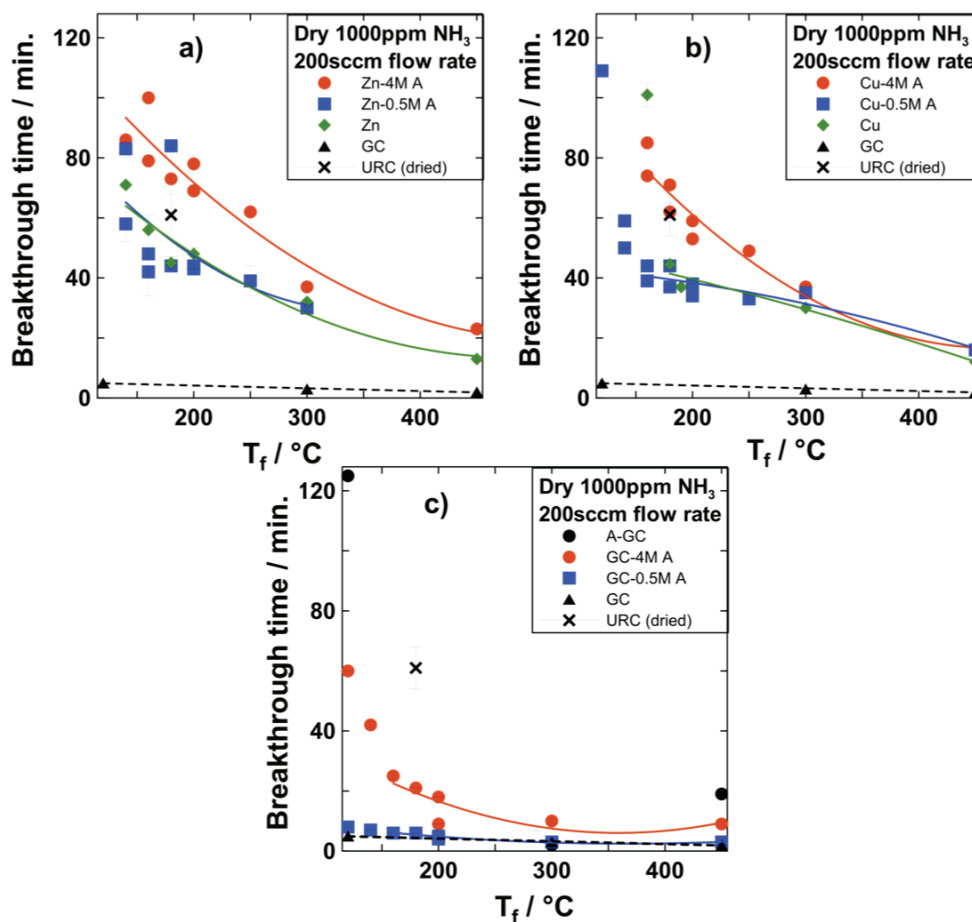 a)
Dry 1000ppm NH₃
200sccm flow rate
Zn-4M A
Zn-0.5M A
Zn
GC
URC (dried)
120
80
40
0
Breakthrough time / min.
200 300 400
T_f / °C
b)
Dry 1000ppm NH₃
200sccm flow rate
Cu-4M A
Cu-0.5M A
Cu
GC
URC (dried)
120
80
40
0
Breakthrough time / min.
200 300 400
T_f / °C
c)
Dry 1000ppm NH₃
200sccm flow rate
A-GC
GC-4M A
GC-0.5M A
GC
URC (dried)
120
80
40
0
Breakthrough time / min.
200 300 400
T_f / °C